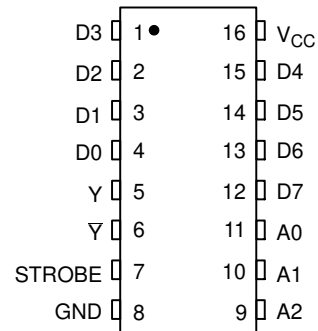 D3 1 16 VCC
D2 2 15 D4
D1 3 14 D5
D0 4 13 D6
Y 5 12 D7
Y̅ 6 11 A0
STROBE 7 10 A1
GND 8 9 A2